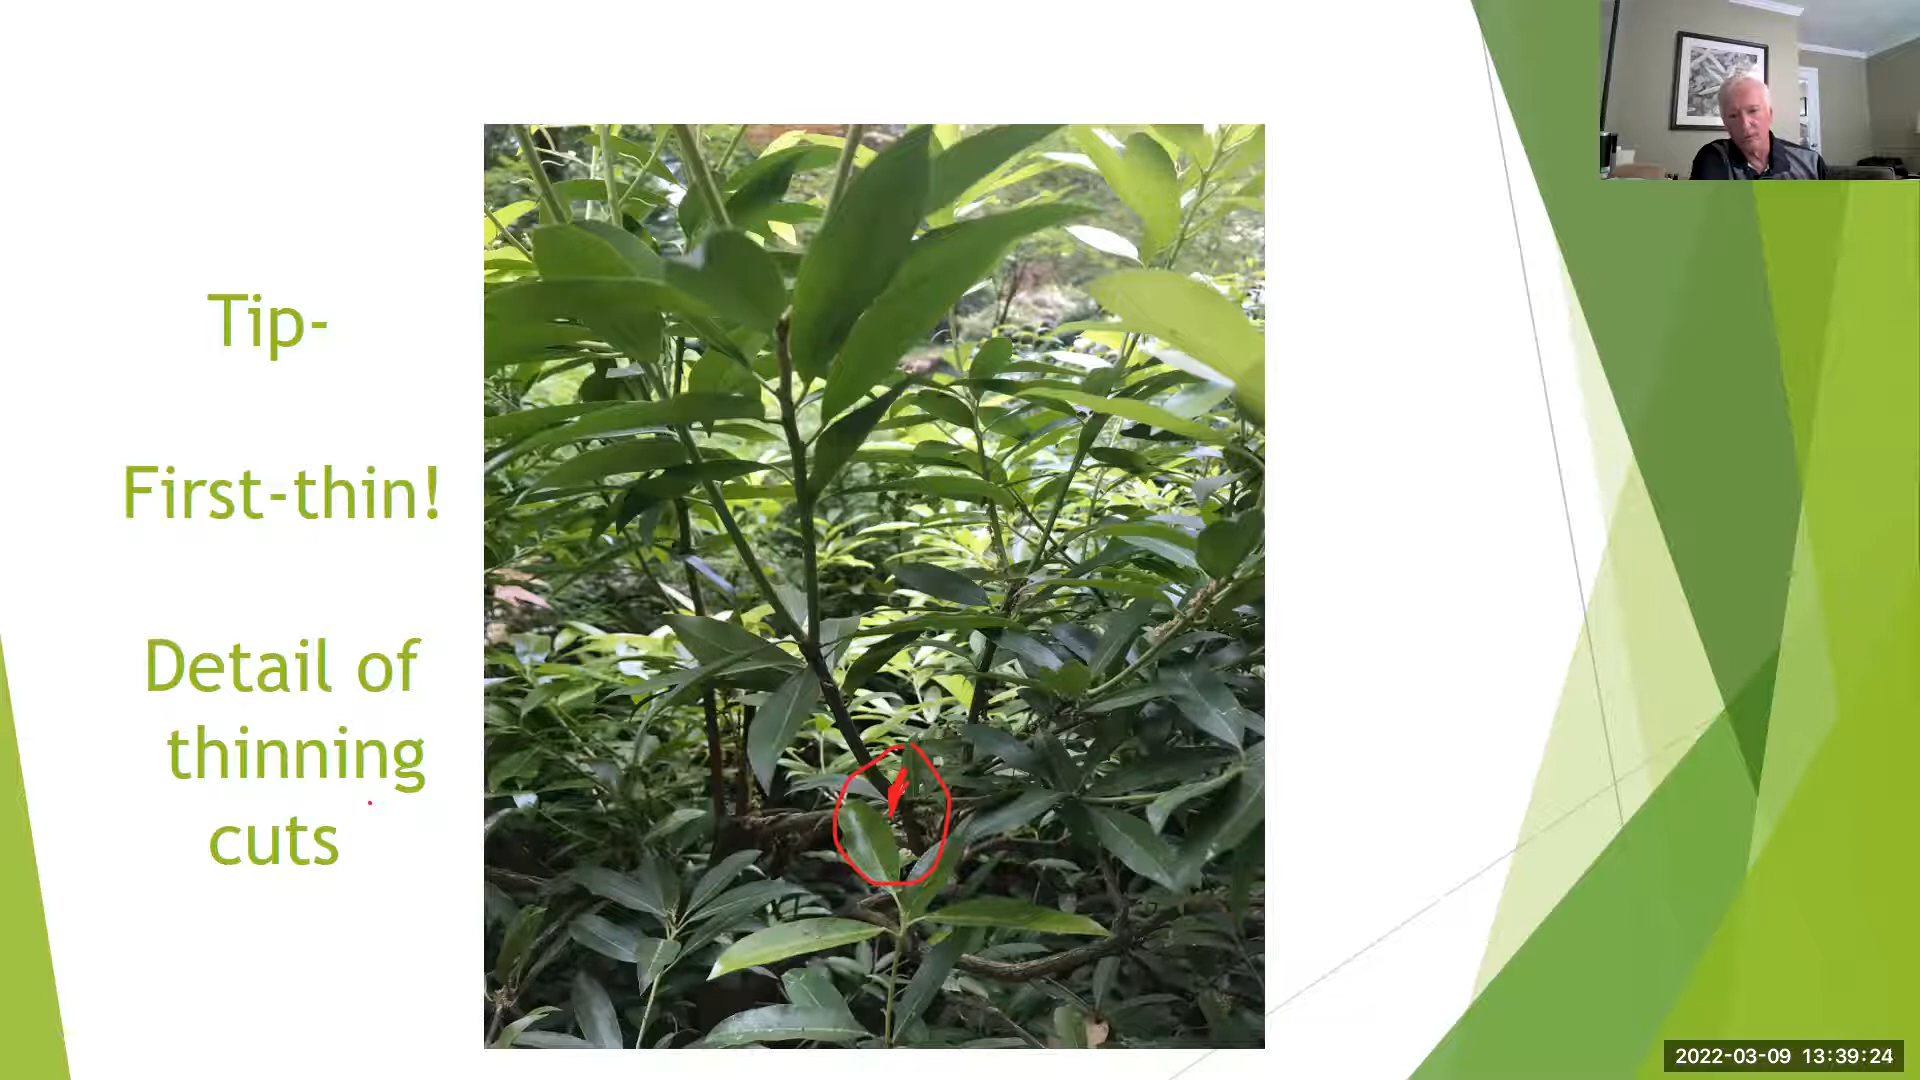 Tip-
First-thin!
Detail of
thinning
cuts
2022-03-09 13:39:24